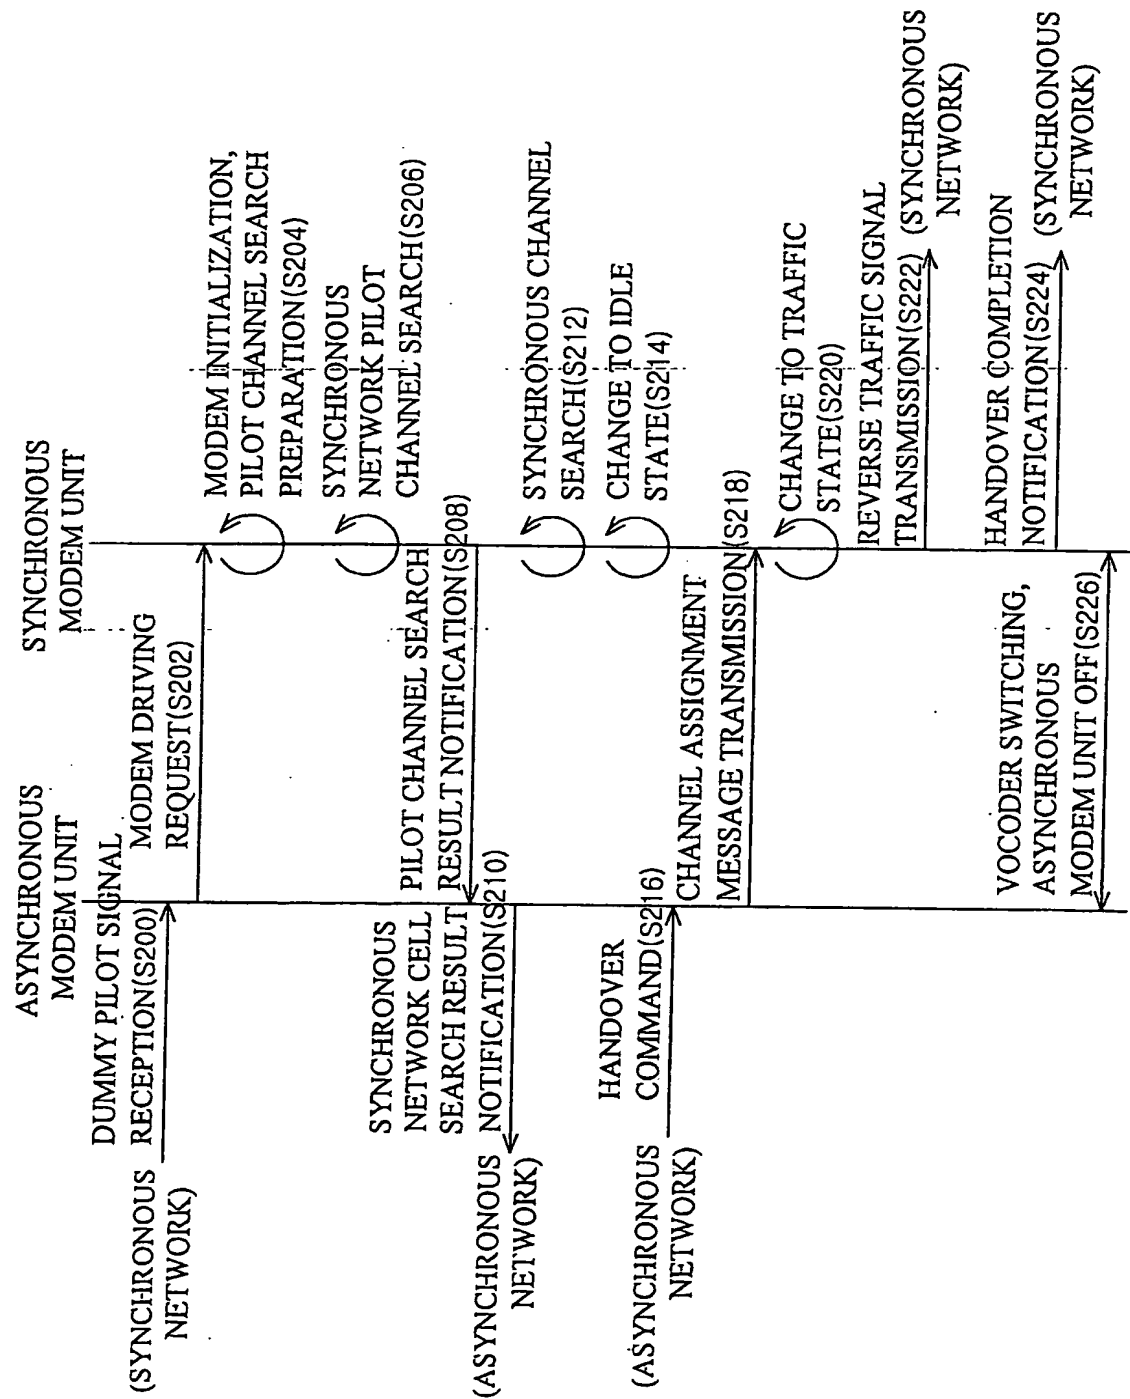 ASYNCHRONOUS
MODEM UNIT
SYNCHRONOUS
MODEM UNIT
DUMMY PILOT SIGNAL
RECEPTION(S200)
(SYNCHRONOUS
NETWORK)
MODEM DRIVING
REQUEST(S202)
MODEM INITIALIZATION,
PILOT CHANNEL SEARCH
PREPARATION(S204)
SYNCHRONOUS
NETWORK PILOT
CHANNEL SEARCH(S206)
PILOT CHANNEL SEARCH
RESULT NOTIFICATION(S208)
SYNCHRONOUS
NETWORK CELL
SEARCH RESULT
NOTIFICATION(S210)
(ASYNCHRONOUS
NETWORK)
SYNCHRONOUS CHANNEL
SEARCH(S212)
CHANGE TO IDLE
STATE(S214)
HANDOVER
COMMAND(S216)
(ASYNCHRONOUS
NETWORK)
CHANNEL ASSIGNMENT
MESSAGE TRANSMISSION(S218)
CHANGE TO TRAFFIC
STATE(S220)
REVERSE TRAFFIC SIGNAL
TRANSMISSION(S222)
(SYNCHRONOUS
NETWORK)
HANDOVER COMPLETION
NOTIFICATION(S224)
(SYNCHRONOUS
NETWORK)
VOCODER SWITCHING,
ASYNCHRONOUS
MODEM UNIT OFF(S226)